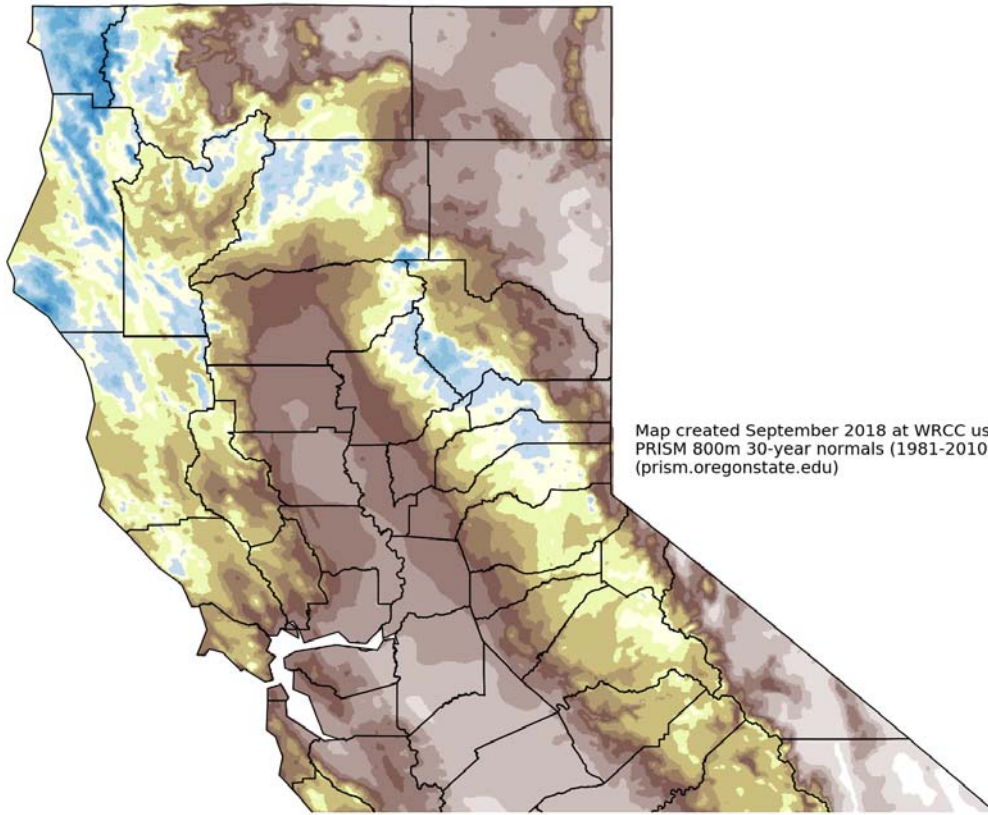 Map created September 2018 at WRCC us
PRISM 800m 30-year normals (1981-2010
(prism.oregonstate.edu)